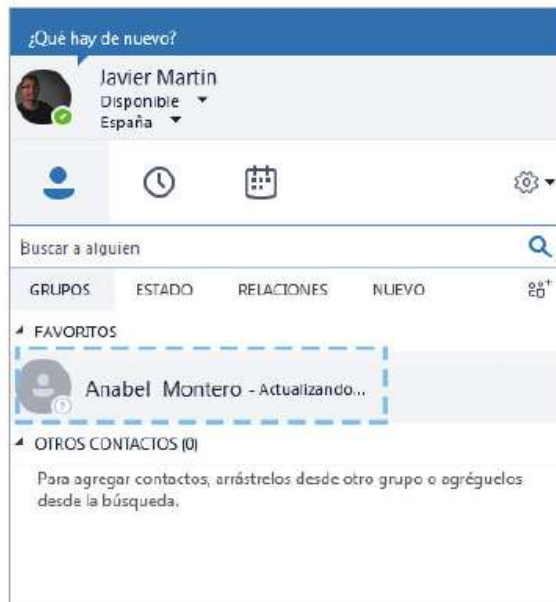 ¿Qué hay de nuevo?
Javier Martin
Disponible
España
Buscar a alguien
GRUPOS ESTADO RELACIONES NUEVO
FAVORITOS
Anabel Montero - Actualizando...
OTROS CONTACTOS (0)
Para agregar contactos, arrástrelos desde otro grupo o agréguelos
desde la búsqueda.